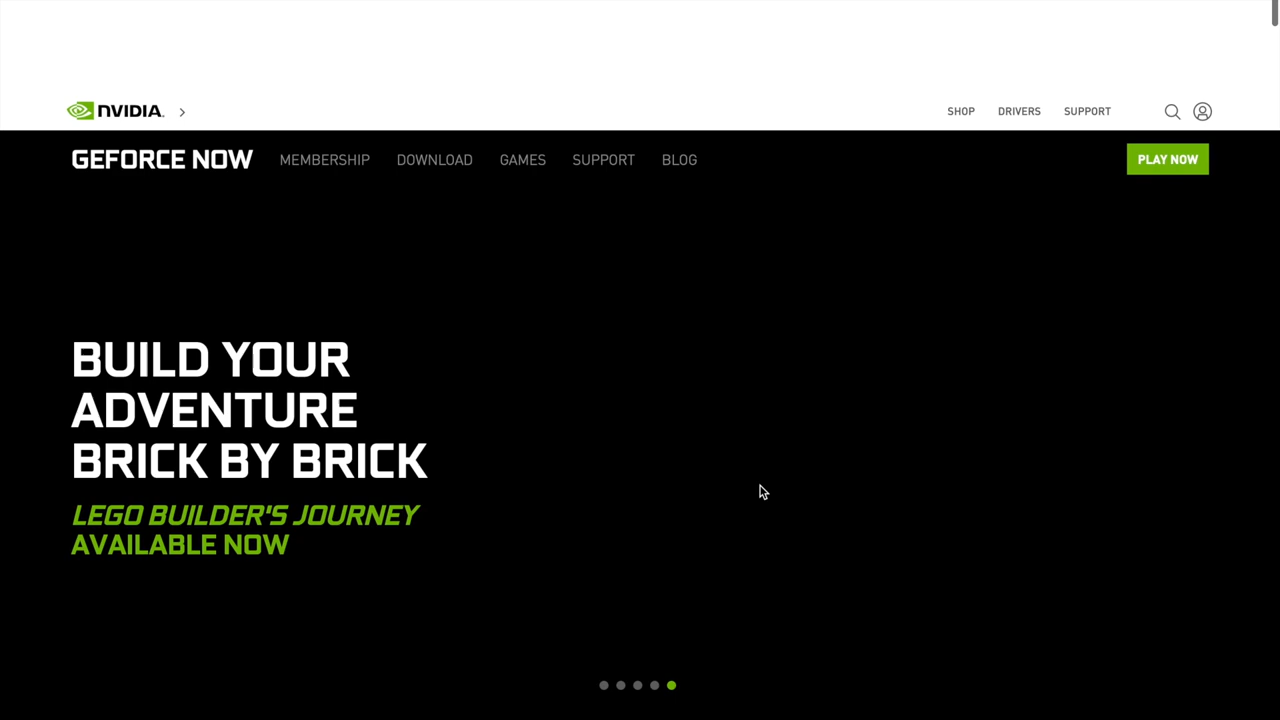 NVIDIA.
SHOP DRIVERS SUPPORT
GEFORCE NOW MEMBERSHIP DOWNLOAD GAMES SUPPORT BLOG PLAY NOW
BUILD YOUR
ADVENTURE
BRICK BY BRICK
LEGO BUILDER'S JOURNEY
AVAILABLE NOW